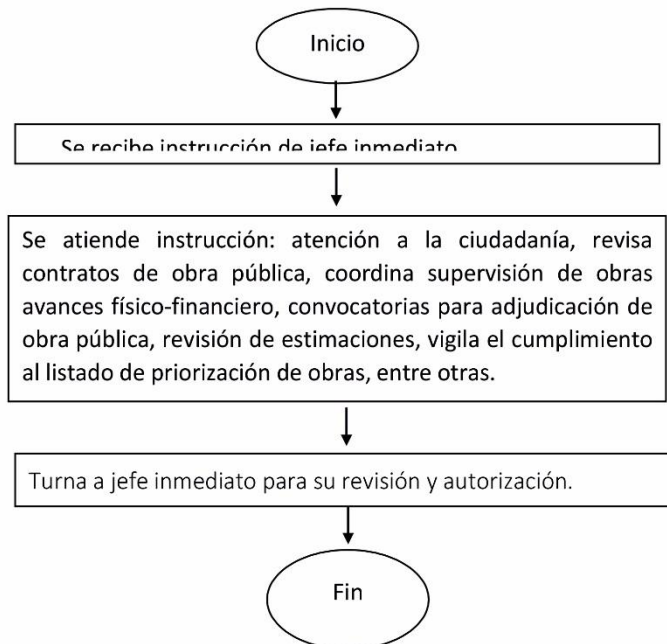 Inicio
Se recibe instrucción de jefe inmediato
Se atiende instrucción: atención a la ciudadanía, revisa
contratos de obra pública, coordina supervisión de obras
avances físico-financiero, convocatorias para adjudicación de
obra pública, revisión de estimaciones, vigila el cumplimiento
al listado de priorización de obras, entre otras.
Turna a jefe inmediato para su revisión y autorización.
Fin